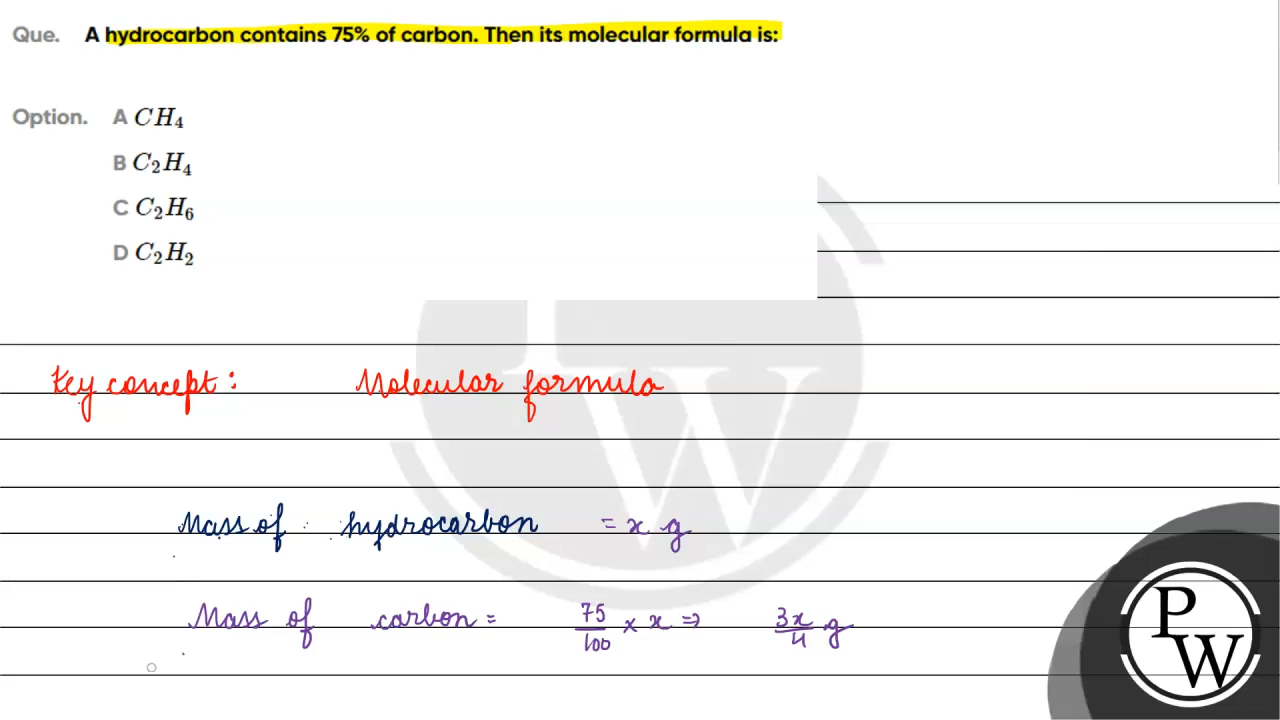 Que. A hydrocarbon contains 75% of carbon. Then its molecular formula is:
Option. A CH₄
B C₂H₄
C C₂H₆
D C₂H₂
Key concept : Molecular formula
Mass of hydrocarbon = x g
Mass of carbon = 75/100 × x ⇒ 3x/4 g
P
W